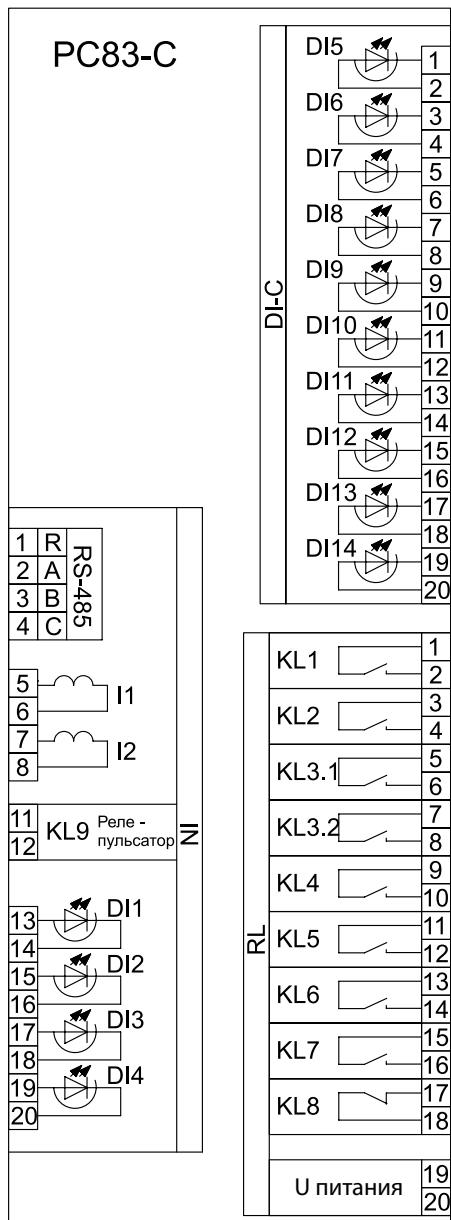 PC83-C
DI-C
DI5
1
2
DI6
3
4
DI7
5
6
DI8
7
8
DI9
9
10
DI10
11
12
DI11
13
14
DI12
15
16
DI13
17
18
DI14
19
20
IN
1 R
2 A
3 B
4 C
RS-485
5
6
I1
7
8
I2
11
12
KL9
Реле -
пульсатор
13
14
DI1
15
16
DI2
17
18
DI3
19
20
DI4
RL
KL1
1
2
KL2
3
4
KL3.1
5
6
KL3.2
7
8
KL4
9
10
KL5
11
12
KL6
13
14
KL7
15
16
KL8
17
18
U питания
19
20